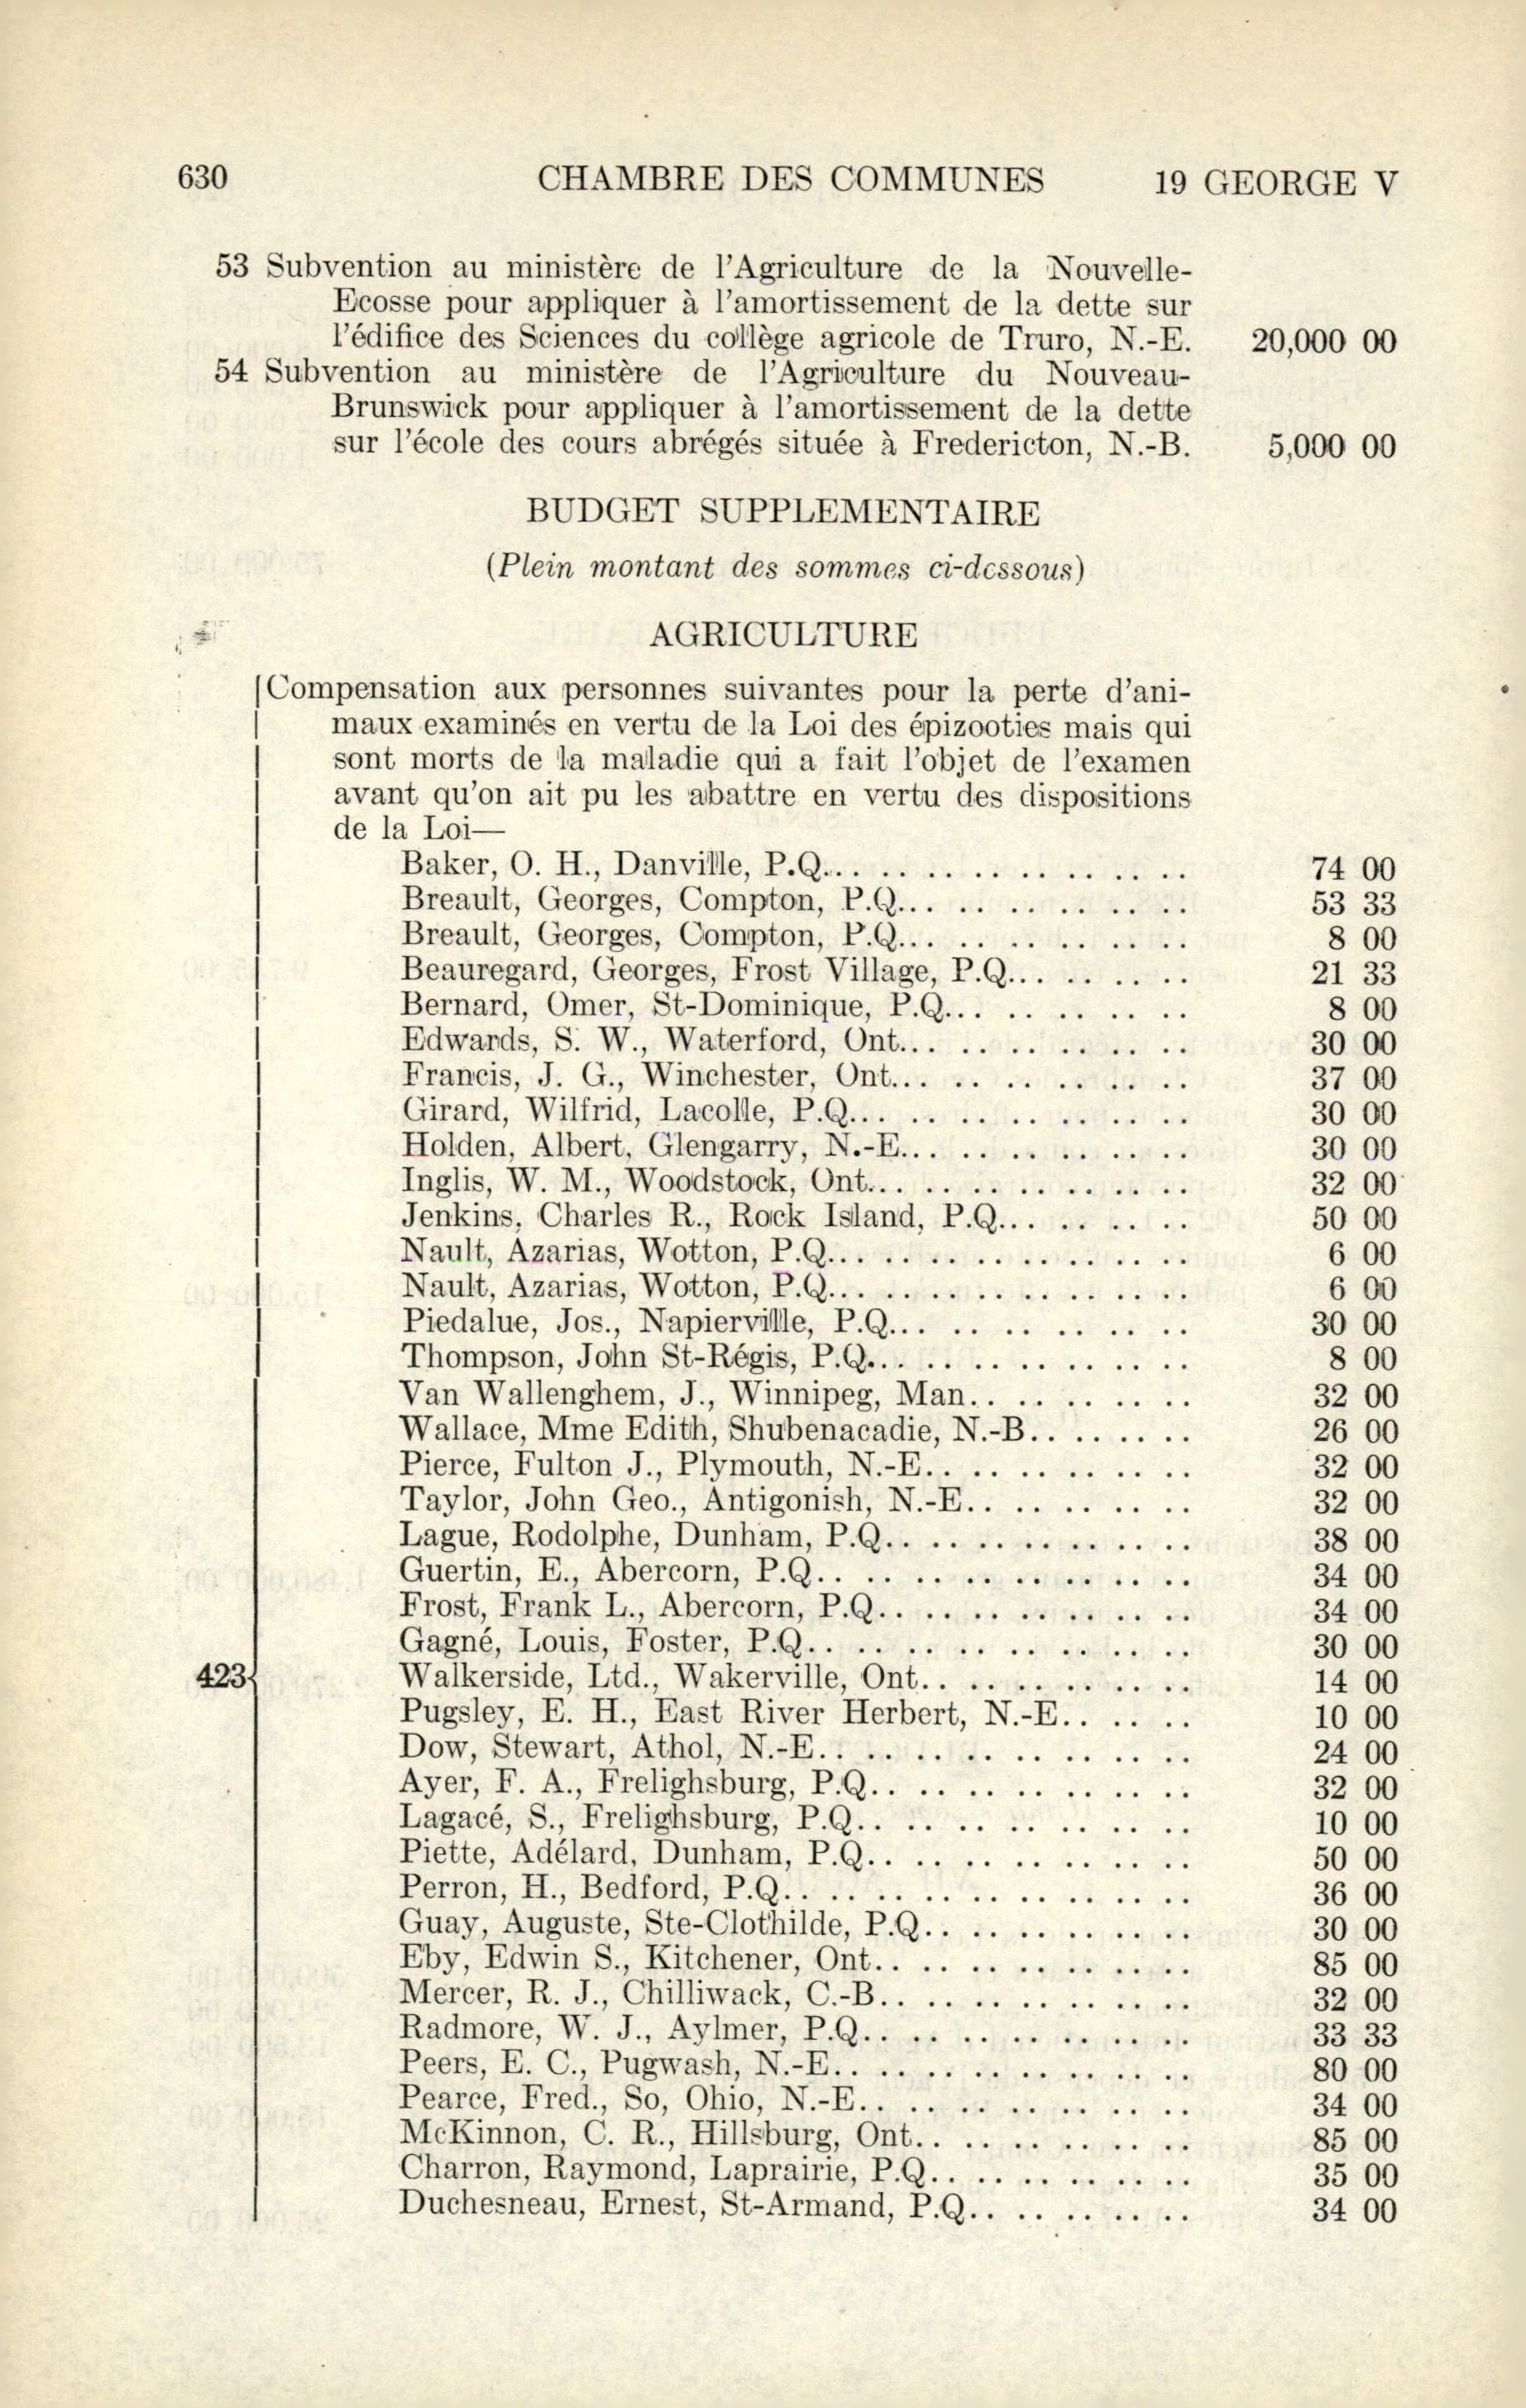 630 CHAMBRE DES COMMUNES 19 GEORGE V
53 Subvention au ministère de l'Agriculture de la Nouvelle-
Ecosse pour appliquer à l'amortissement de la dette sur
l'édifice des Sciences du collège agricole de Truro, N.-E. 20,000 00
54 Subvention au ministère de l'Agriculture du Nouveau-
Brunswick pour appliquer à l'amortissement de la dette
sur l'école des cours abrégés située à Fredericton, N.-B. 5,000 00
BUDGET SUPPLEMENTAIRE
(Plein montant des sommes ci-dessous)
AGRICULTURE
Compensation aux personnes suivantes pour la perte d'ani-
maux examinés en vertu de la Loi des épizooties mais qui
sont morts de la maladie qui a fait l'objet de l'examen
avant qu'on ait pu les abattre en vertu des dispositions
de la Loi—
Baker, O. H., Danville, P.Q. . . . . . . . . . 74 00
Breault, Georges, Compton, P.Q. . . . . . . . . . 53 33
Breault, Georges, Compton, P.Q. . . . . . . . . . 8 00
Beauregard, Georges, Frost Village, P.Q. . . . . . . . . . 21 33
Bernard, Omer, St-Dominique, P.Q. . . . . . . . . . 8 00
Edwards, S. W., Waterford, Ont. . . . . . . . . . 30 00
Francis, J. G., Winchester, Ont. . . . . . . . . . 37 00
Girard, Wilfrid, Lacolle, P.Q. . . . . . . . . . 30 00
Holden, Albert, Glengarry, N.-E. . . . . . . . . . 30 00
Inglis, W. M., Woodstock, Ont. . . . . . . . . . 32 00
Jenkins, Charles R., Rock Island, P.Q. . . . . . . . . . 50 00
Nault, Azarias, Wotton, P.Q. . . . . . . . . . 6 00
Nault, Azarias, Wotton, P.Q. . . . . . . . . . 6 00
Piedalue, Jos., Napierville, P.Q. . . . . . . . . . 30 00
Thompson, John St-Régis, P.Q. . . . . . . . . . 8 00
Van Wallenghem, J., Winnipeg, Man. . . . . . . . . . 32 00
Wallace, Mme Edith, Shubenacadie, N.-B. . . . . . . . . . 26 00
Pierce, Fulton J., Plymouth, N.-E. . . . . . . . . . 32 00
Taylor, John Geo., Antigonish, N.-E. . . . . . . . . . 32 00
Lague, Rodolphe, Dunham, P.Q. . . . . . . . . . 38 00
Guertin, E., Abercorn, P.Q. . . . . . . . . . 34 00
Frost, Frank L., Abercorn, P.Q. . . . . . . . . . 34 00
Gagné, Louis, Foster, P.Q. . . . . . . . . . 30 00
423 Walkerside, Ltd., Wakerville, Ont. . . . . . . . . . 14 00
Pugsley, E. H., East River Herbert, N.-E. . . . . . . 10 00
Dow, Stewart, Athol, N.-E. . . . . . . . . . 24 00
Ayer, F. A., Frelighsburg, P.Q. . . . . . . . . . 32 00
Lagacé, S., Frelighsburg, P.Q. . . . . . . . . . 10 00
Piette, Adélard, Dunham, P.Q. . . . . . . . . . 50 00
Perron, H., Bedford, P.Q. . . . . . . . . . 36 00
Guay, Auguste, Ste-Clothilde, P.Q. . . . . . . . . . 30 00
Eby, Edwin S., Kitchener, Ont. . . . . . . . . . 85 00
Mercer, R. J., Chilliwack, C.-B. . . . . . . . . . 32 00
Radmore, W. J., Aylmer, P.Q. . . . . . . . . . 33 33
Peers, E. C., Pugwash, N.-E. . . . . . . . . . 80 00
Pearce, Fred., So, Ohio, N.-E. . . . . . . . . . 34 00
McKinnon, C. R., Hillsburg, Ont. . . . . . . . . . 85 00
Charron, Raymond, Laprairie, P.Q. . . . . . . . . . 35 00
Duchesneau, Ernest, St-Armand, P.Q. . . . . . . . . . 34 00